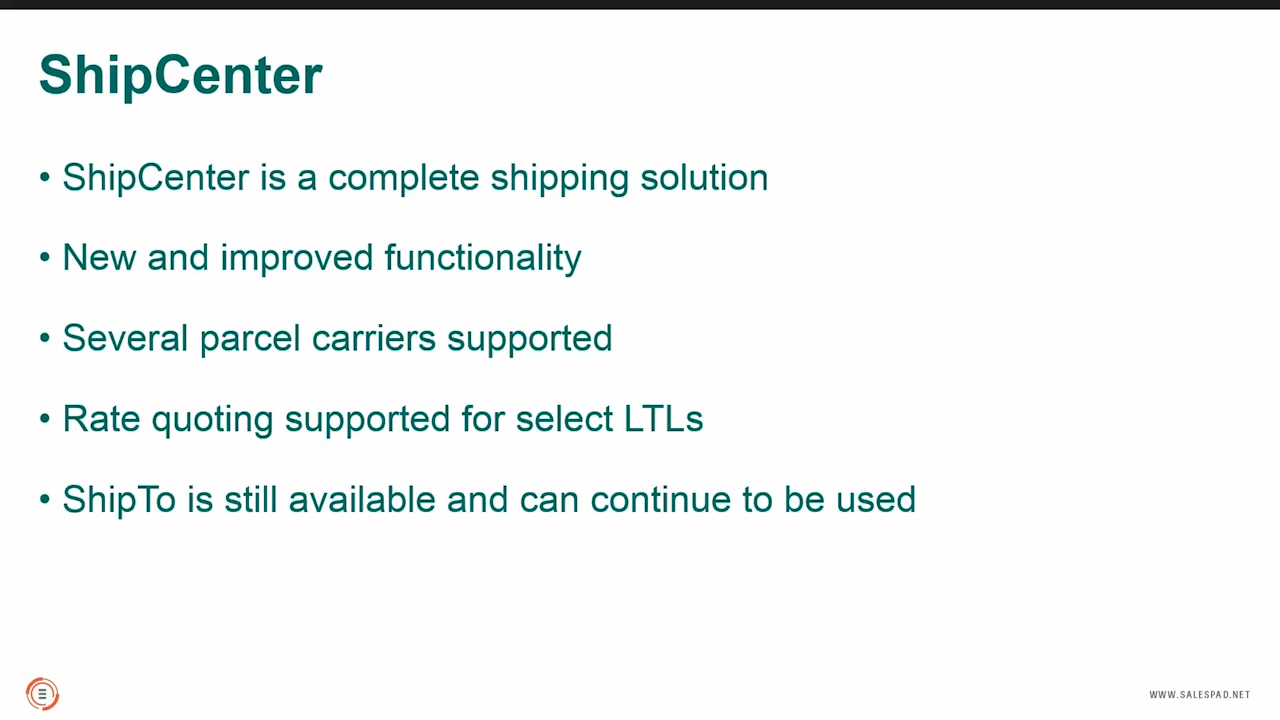 ShipCenter
• ShipCenter is a complete shipping solution
• New and improved functionality
• Several parcel carriers supported
• Rate quoting supported for select LTLs
• ShipTo is still available and can continue to be used
WWW.SALESPAD.NET